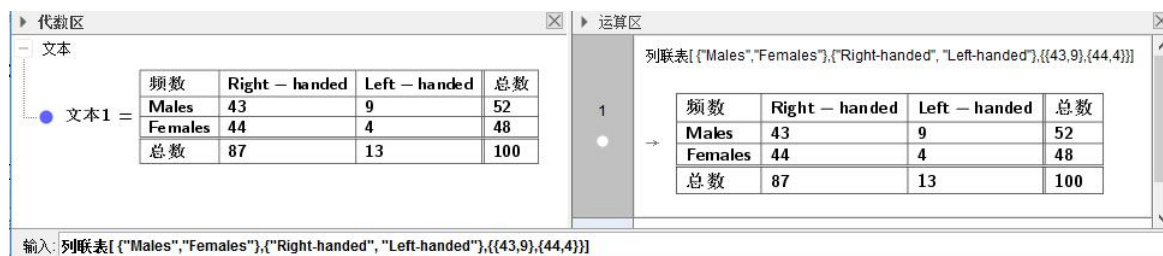 代数区
文本
文本1 =
频数 Right – handed Left – handed 总数
Males 43 9 52
Females 44 4 48
总数 87 13 100
运算区
列联表[ {"Males","Females"},{"Right-handed", "Left-handed"},{{43,9},{44,4}}]
1
→
频数 Right – handed Left – handed 总数
Males 43 9 52
Females 44 4 48
总数 87 13 100
输入: 列联表[ {"Males","Females"},{"Right-handed", "Left-handed"},{{43,9},{44,4}}]